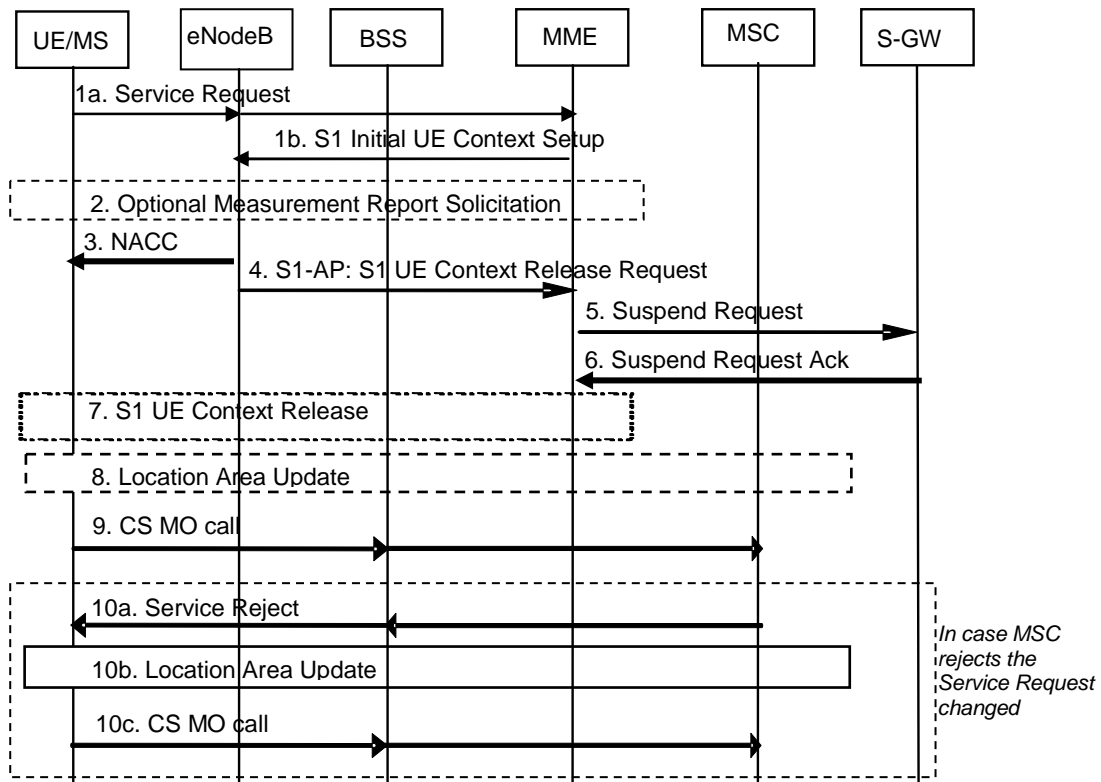 UE/MS
eNodeB
BSS
MME
MSC
S-GW
1a. Service Request
1b. S1 Initial UE Context Setup
2. Optional Measurement Report Solicitation
3. NACC
4. S1-AP: S1 UE Context Release Request
5. Suspend Request
6. Suspend Request Ack
7. S1 UE Context Release
8. Location Area Update
9. CS MO call
10a. Service Reject
In case MSC
rejects the
Service Request
changed
10b. Location Area Update
10c. CS MO call